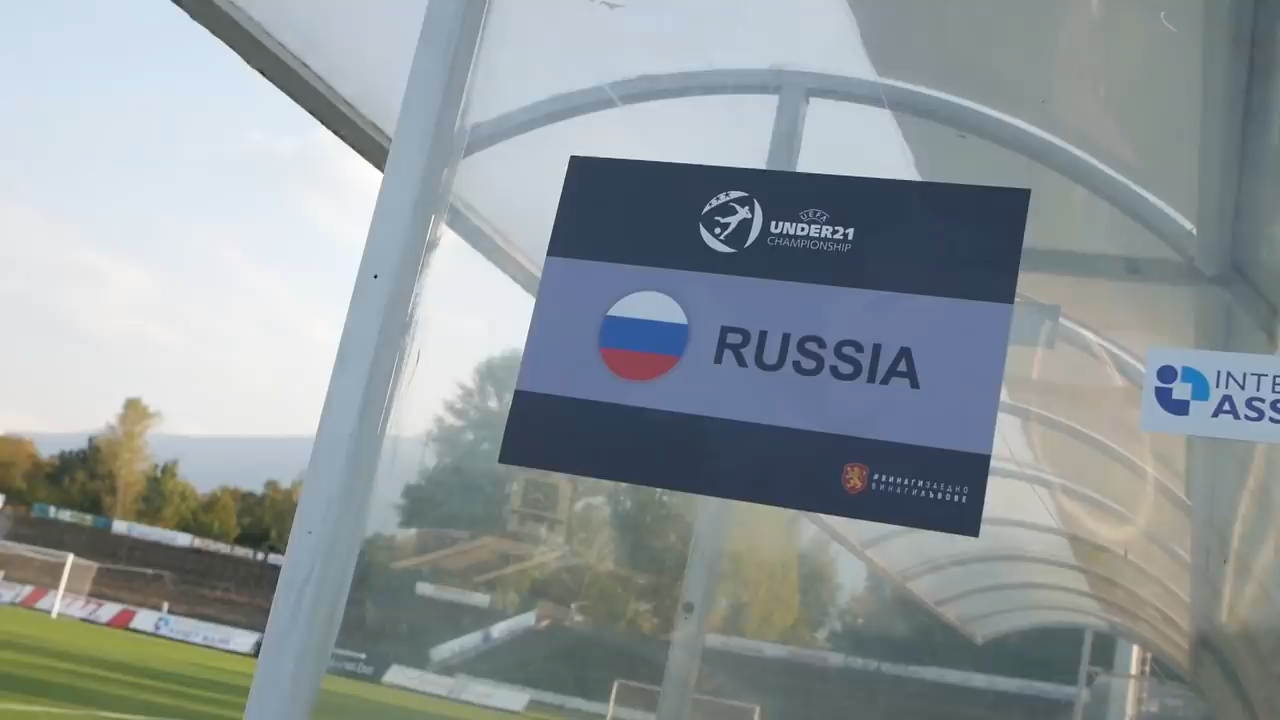 UEFA
UNDER21
CHAMPIONSHIP
RUSSIA
#ВИНАГИЗАЕДНО
ВИНАГИЛЪВОВЕ
INTE
ASS